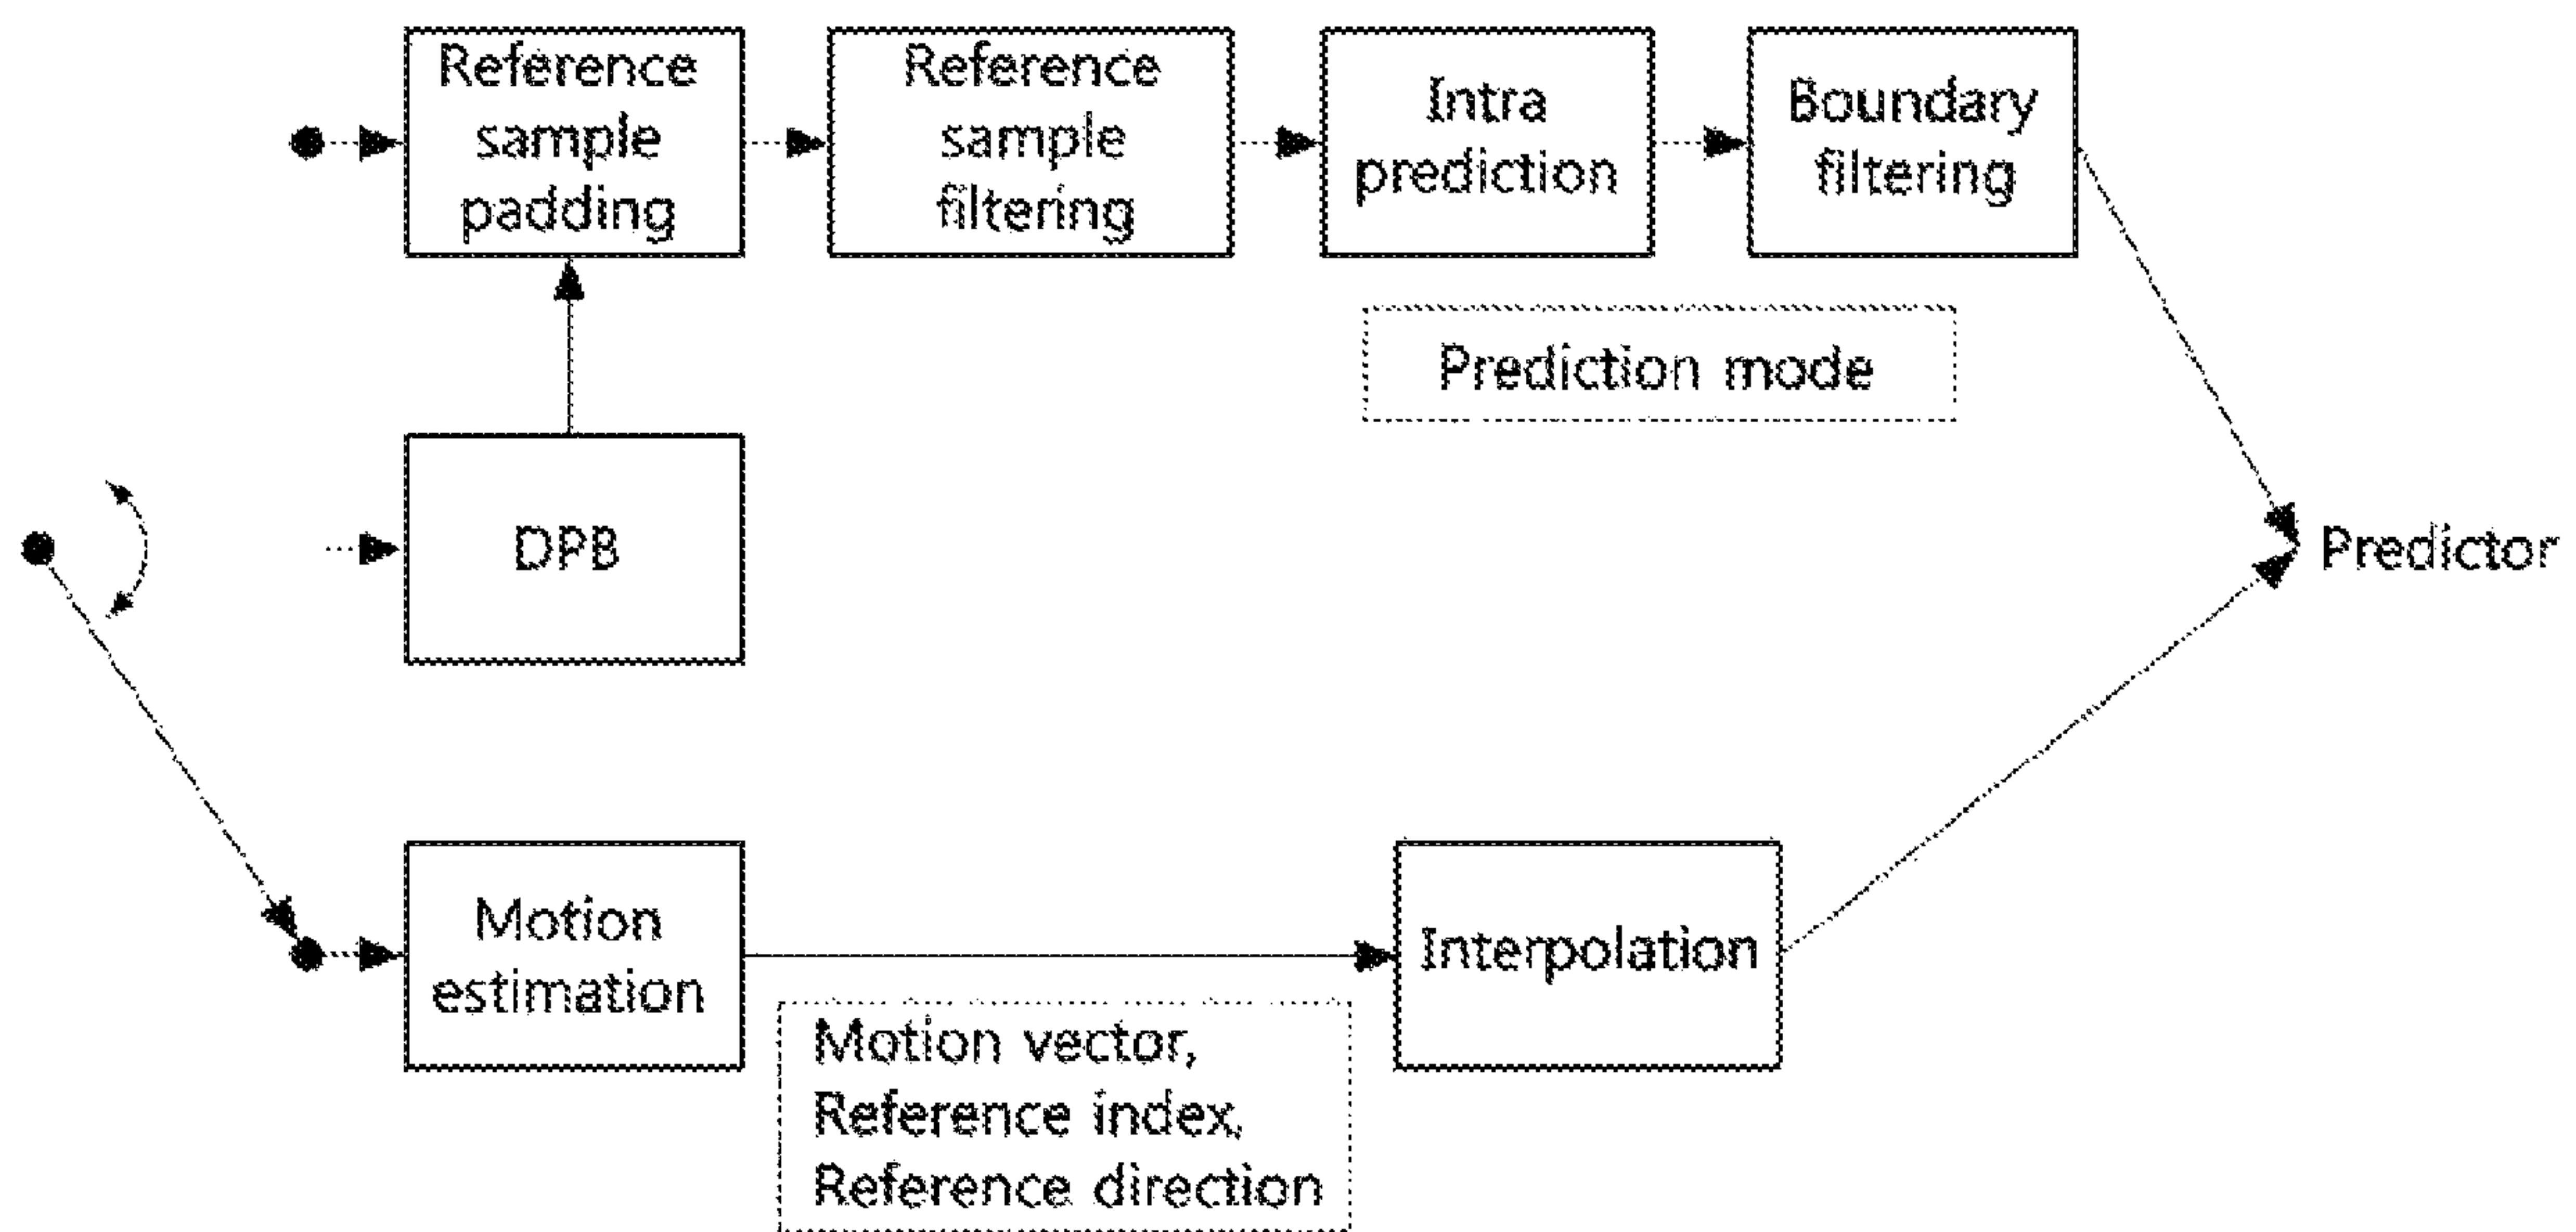 Reference
sample
padding
Reference
sample
filtering
Intra
prediction
Boundary
filtering
Prediction mode
DPB
Predictor
Motion
estimation
Interpolation
Motion vector,
Reference index,
Reference direction